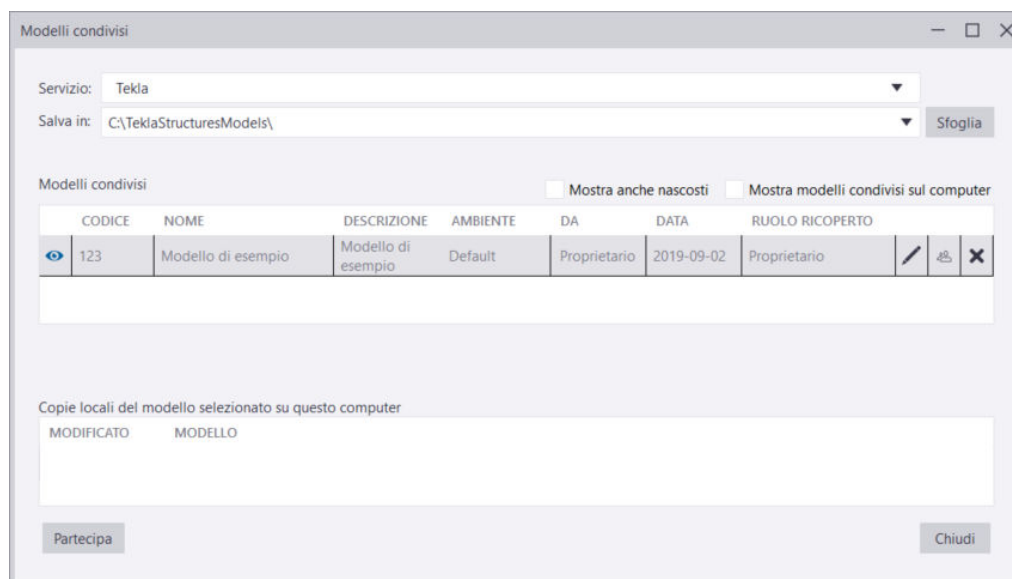 Modelli condivisi
Servizio: Tekla
Salva in: C:\TeklaStructuresModels\ Sfoglia
Modelli condivisi Mostra anche nascosti Mostra modelli condivisi sul computer
CODICE NOME DESCRIZIONE AMBIENTE DA DATA RUOLO RICOPERTO
123 Modello di esempio Modello di esempio Default Proprietario 2019-09-02 Proprietario
Copie locali del modello selezionato su questo computer
MODIFICATO MODELLO
Partecipa Chiudi